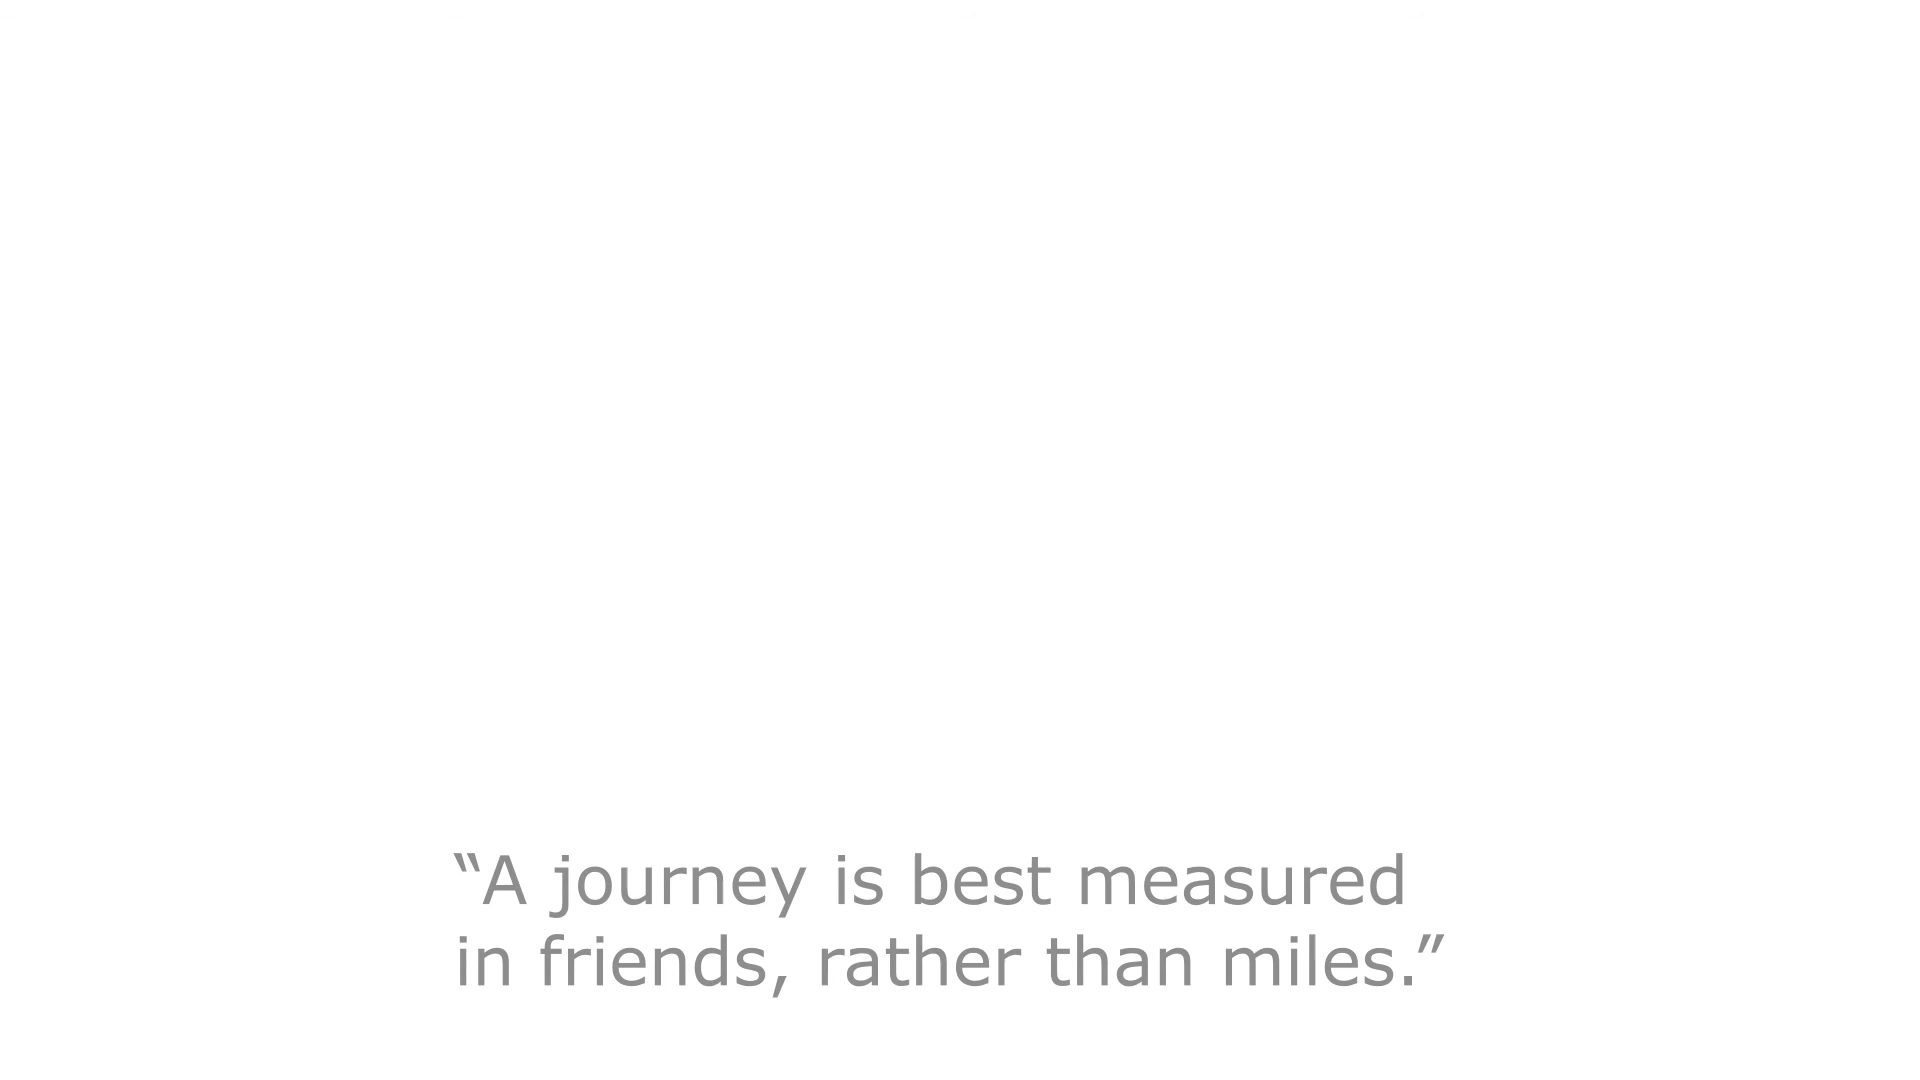 “A journey is best measured
in friends, rather than miles.”